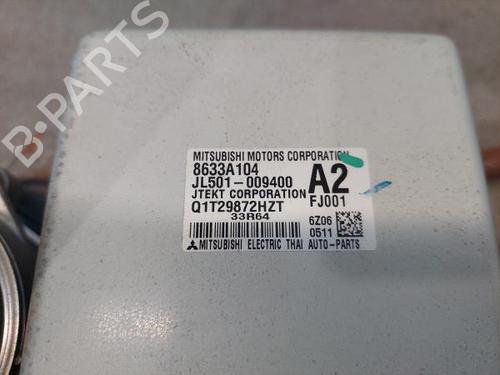 B-PARTS
MITSUBISHI MOTORS CORPORATION
8633A104
JL501-009400 A2
JTEKT CORPORATION
Q1T29872HZT FJ001
33R64 6Z06
0511
MITSUBISHI ELECTRIC THAI AUTO-PARTS